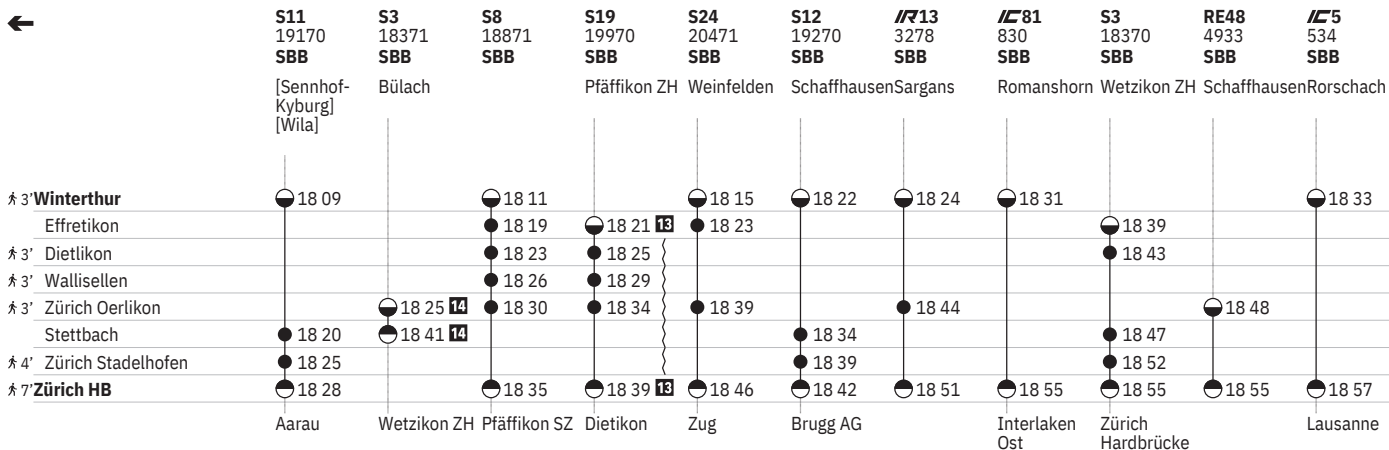 ← S11 S3 S8 S19 S24 S12 IR13 IC81 S3 RE48 IC5
19170 18371 18871 19970 20471 19270 3278 830 18370 4933 534
SBB SBB SBB SBB SBB SBB SBB SBB SBB SBB SBB
[Sennhof- Bülach Pfäffikon ZH Weinfelden Schaffhausen Sargans Romanshorn Wetzikon ZH Schaffhausen Rorschach
Kyburg]
[Wila]
3' Winterthur 18 09 18 11 18 15 18 22 18 24 18 31 18 33
Effretikon 18 19 18 21 13 18 23 18 39
3' Dietlikon 18 23 18 25 18 43
3' Wallisellen 18 26 18 29
3' Zürich Oerlikon 18 25 14 18 30 18 34 18 39 18 44 18 48
Stettbach 18 20 18 41 14 18 34 18 47
4' Zürich Stadelhofen 18 25 18 39 18 52
7' Zürich HB 18 28 18 35 18 39 13 18 46 18 42 18 51 18 55 18 55 18 55 18 57
Aarau Wetzikon ZH Pfäffikon SZ Dietikon Zug Brugg AG Interlaken Zürich Lausanne
Ost Hardbrücke